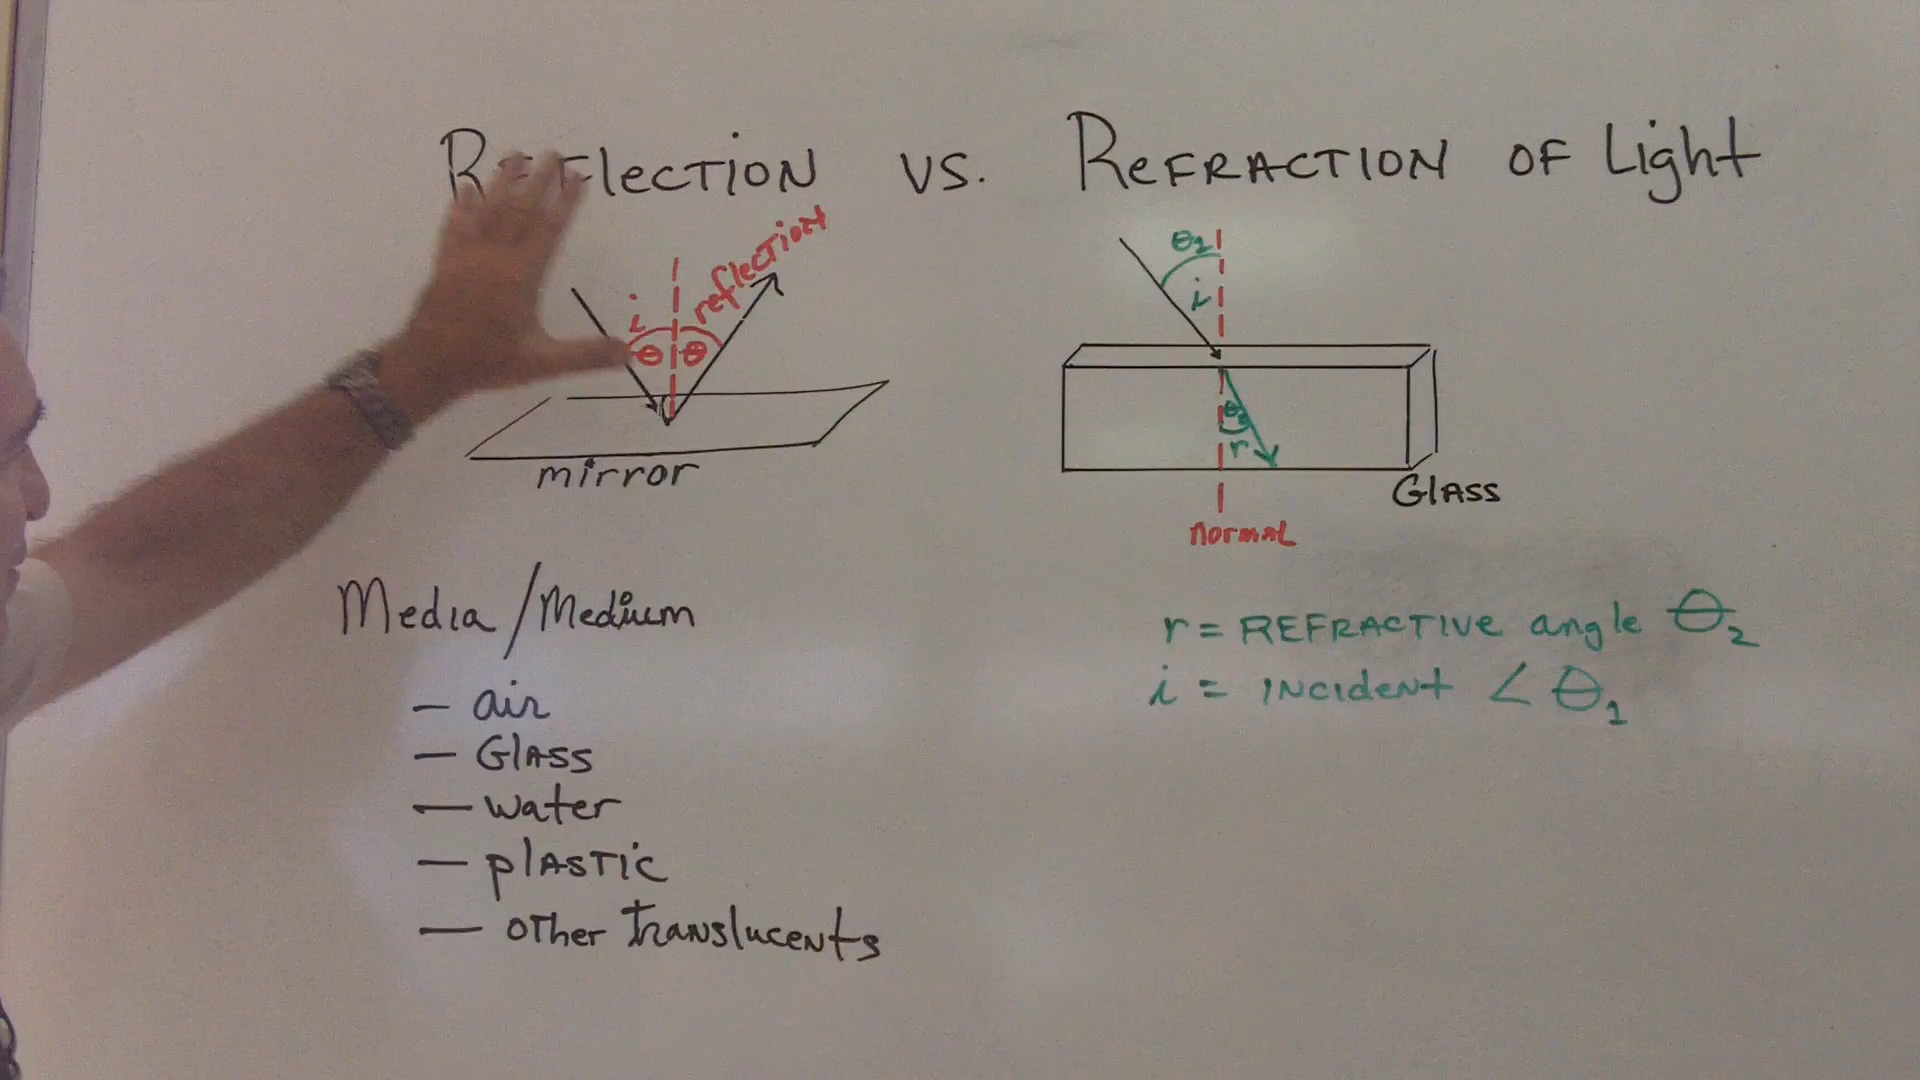 REFlECTION VS. REFRACTION OF Light
i
reflection
θ
θ
mirror
θ1
i
θ2
r
GlASS
normal
Media/Medium
- air
- GlASS
- water
- plASTIC
- other translucents
r = REFRACTIVE angle θ2
i = incident ∠ θ1